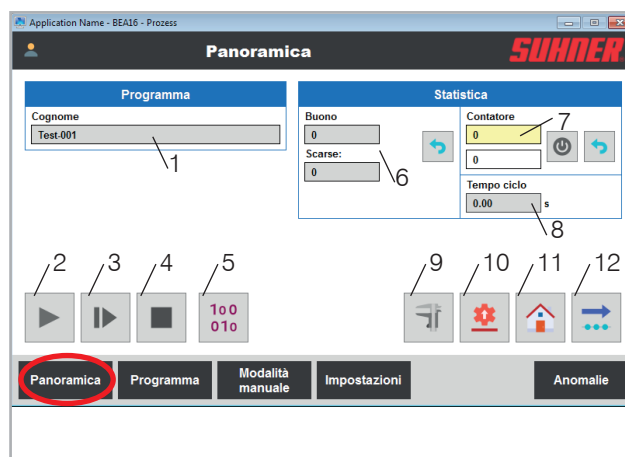 Application Name - BEA16 - Prozess
Panoramica
SUHNER
Programma
Cognome
Test-001
1
Statistica
Buono
0
Scarse:
0
6
Contatore
0
7
0
Tempo ciclo
0.00
s
8
2
3
4
5
9
10
11
12
100
010
Panoramica
Programma
Modalità
manuale
Impostazioni
Anomalie